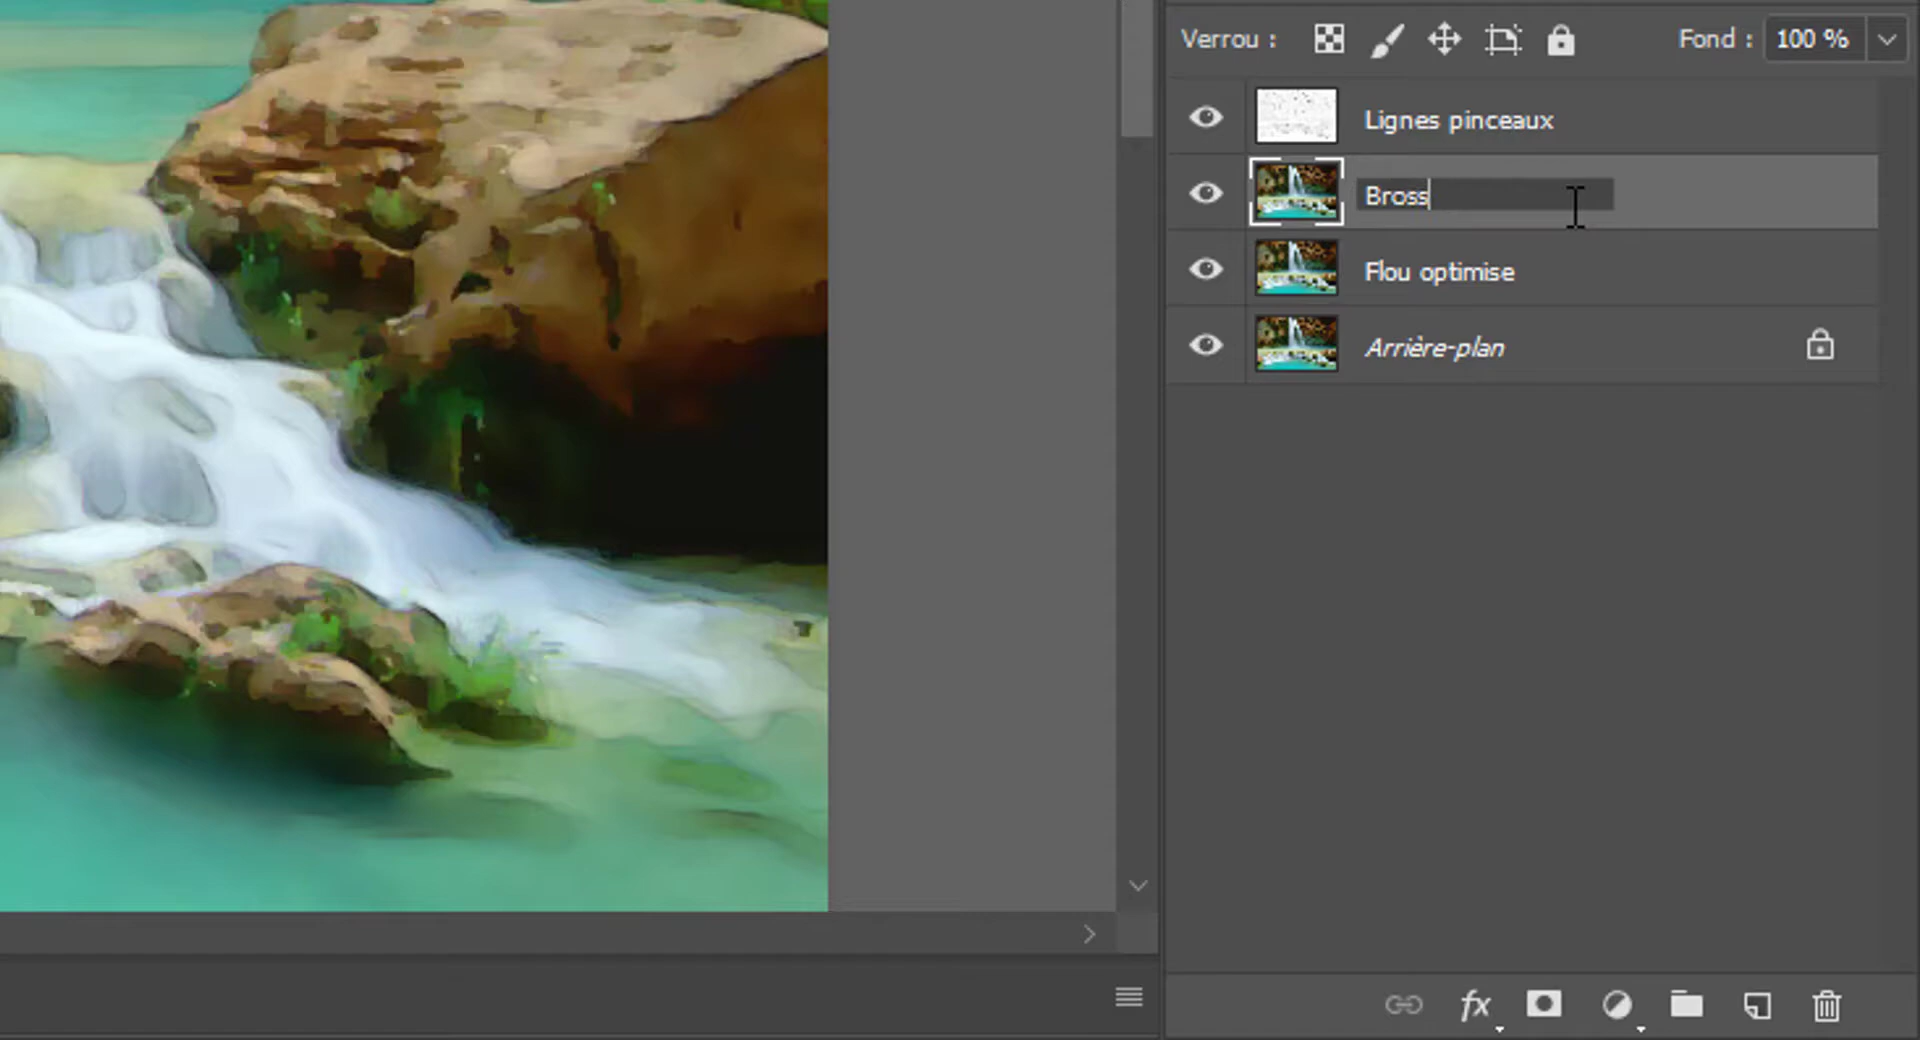 Verrou :
Fond : 100 %
Lignes pinceaux
Bross
Flou optimise
Arrière-plan
fx